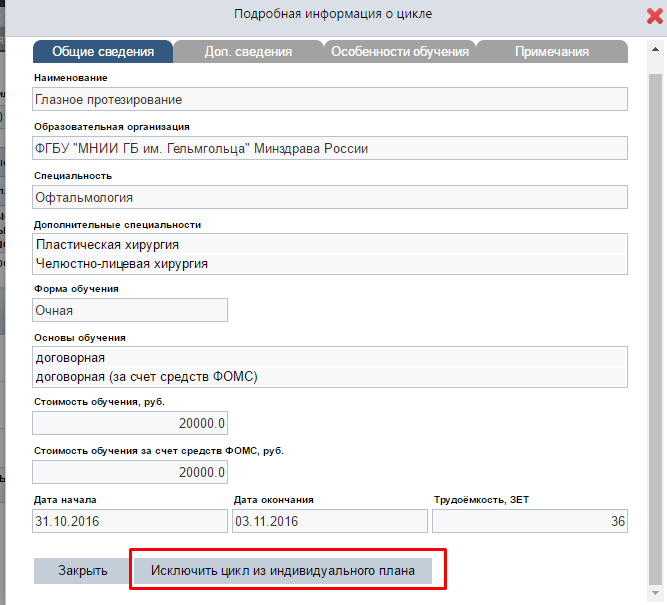 Подробная информация о цикле
Общие сведения
Доп. сведения
Особенности обучения
Примечания
Наименование
Глазное протезирование
Образовательная организация
ФГБУ "МНИИ ГБ им. Гельмгольца" Минздрава России
Специальность
Офтальмология
Дополнительные специальности
Пластическая хирургия
Челюстно-лицевая хирургия
Форма обучения
Очная
Основы обучения
договорная
договорная (за счет средств ФОМС)
Стоимость обучения, руб.
20000.0
Стоимость обучения за счет средств ФОМС, руб.
20000.0
Дата начала
Дата окончания
Трудоёмкость, ЗЕТ
31.10.2016
03.11.2016
36
Закрыть
Исключить цикл из индивидуального плана